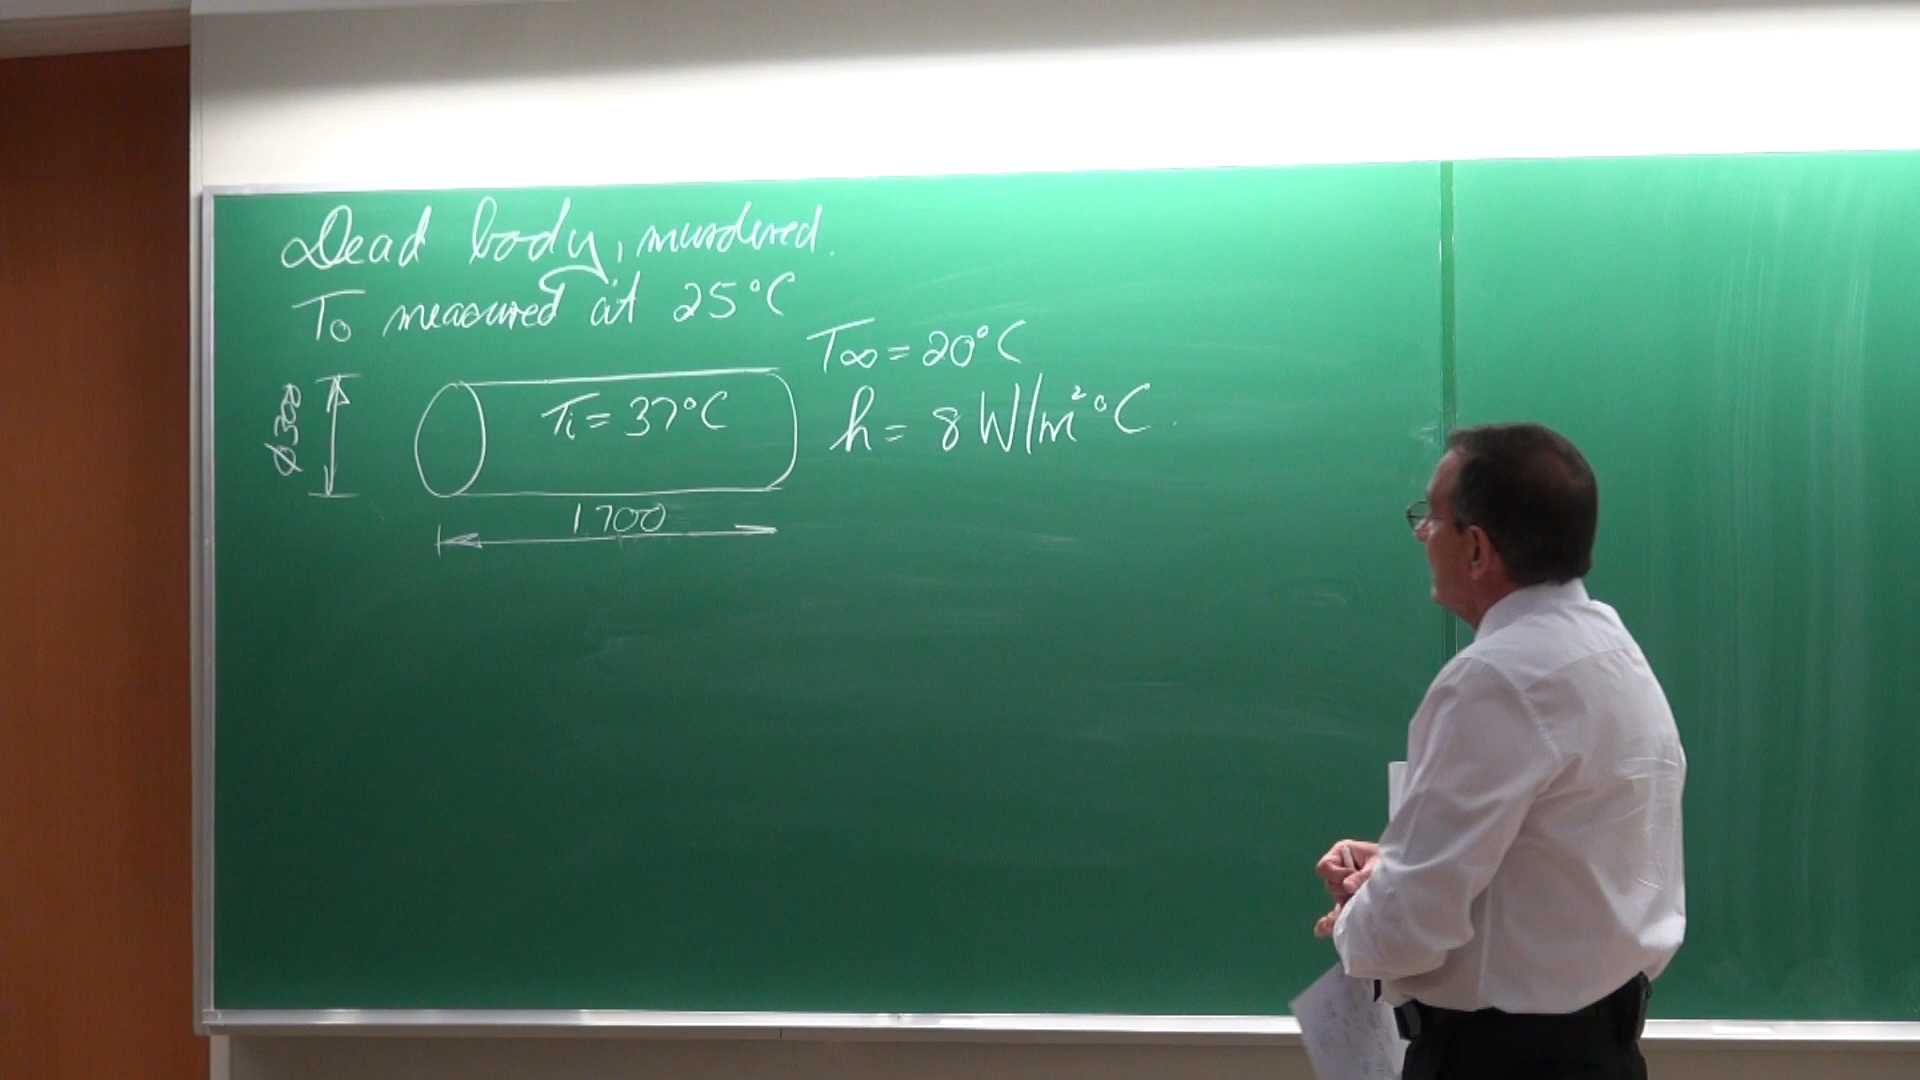 Dead body, murdered.
To measured at 25°C
T∞ = 20°C
Ti = 37°C
h = 8 W/m²°C.
Ø300
1700